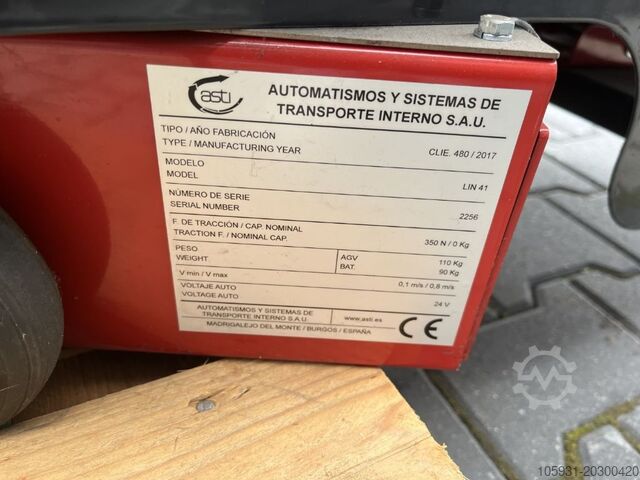 asti
AUTOMATISMOS Y SISTEMAS DE
TRANSPORTE INTERNO S.A.U.
TIPO / AÑO FABRICACIÓN
TYPE / MANUFACTURING YEAR
CLIE. 480 / 2017
MODELO
MODEL
LIN 41
NÚMERO DE SERIE
SERIAL NUMBER
2256
F. DE TRACCIÓN / CAP. NOMINAL
TRACTION F. / NOMINAL CAP.
350 N / 0 Kg
PESO
WEIGHT
AGV 110 Kg
BAT. 90 Kg
V min / V max
0,1 m/s / 0,8 m/s
VOLTAJE AUTO
VOLTAGE AUTO
24 V
AUTOMATISMOS Y SISTEMAS DE
TRANSPORTE INTERNO S.A.U.
www.asti.es
MADRIGALEJO DEL MONTE / BURGOS / ESPAÑA
CE
105931-20300420